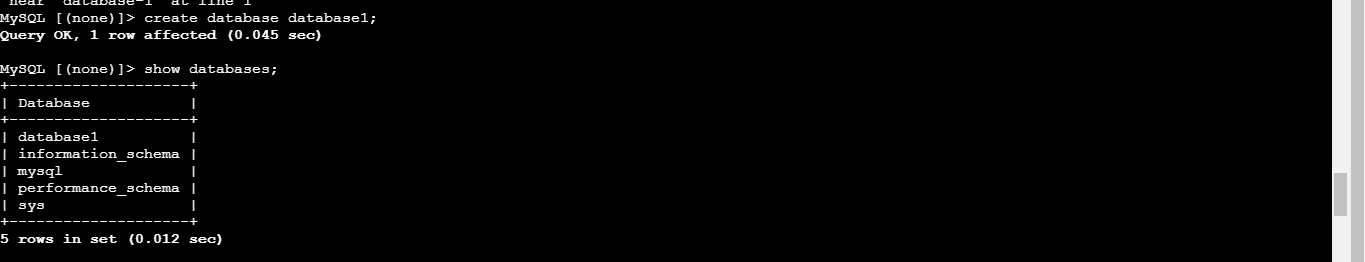 near 'database-1' at line 1
MySQL [(none)]> create database database1;
Query OK, 1 row affected (0.045 sec)
MySQL [(none)]> show databases;
+--------------------+
| Database           |
+--------------------+
| database1          |
| information_schema |
| mysql              |
| performance_schema |
| sys                |
+--------------------+
5 rows in set (0.012 sec)